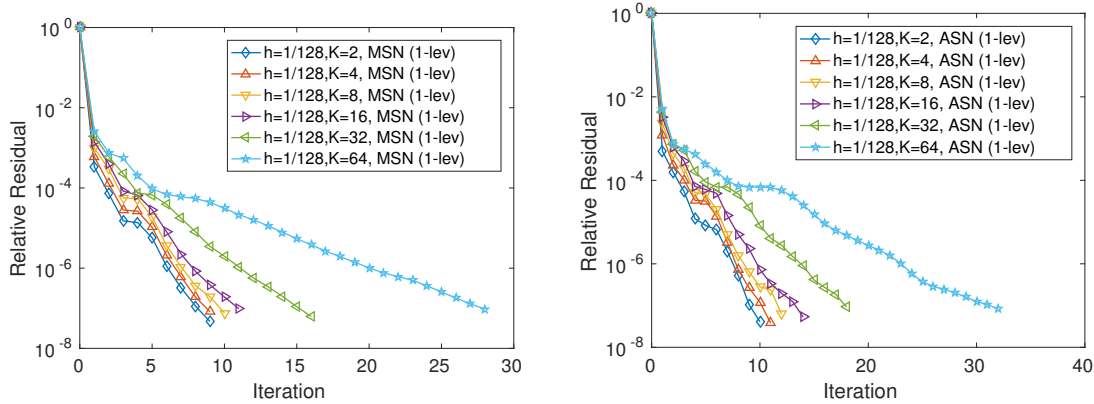 10^0
10^-2
10^-4
10^-6
10^-8
Relative Residual
h=1/128,K=2, MSN (1-lev)
h=1/128,K=4, MSN (1-lev)
h=1/128,K=8, MSN (1-lev)
h=1/128,K=16, MSN (1-lev)
h=1/128,K=32, MSN (1-lev)
h=1/128,K=64, MSN (1-lev)
0 5 10 15 20 25 30
Iteration
10^0
10^-2
10^-4
10^-6
10^-8
Relative Residual
h=1/128,K=2, ASN (1-lev)
h=1/128,K=4, ASN (1-lev)
h=1/128,K=8, ASN (1-lev)
h=1/128,K=16, ASN (1-lev)
h=1/128,K=32, ASN (1-lev)
h=1/128,K=64, ASN (1-lev)
0 10 20 30 40
Iteration